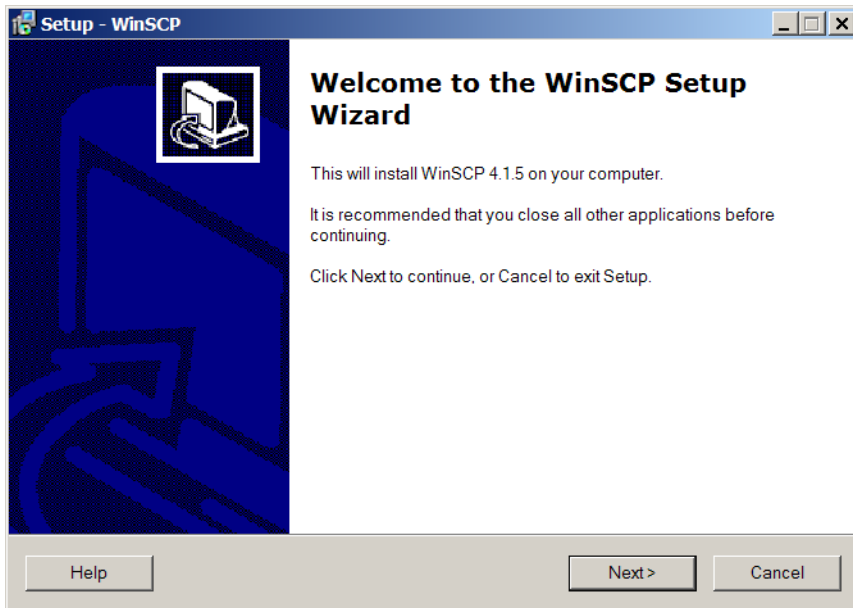 Setup - WinSCP
Welcome to the WinSCP Setup
Wizard
This will install WinSCP 4.1.5 on your computer.
It is recommended that you close all other applications before
continuing.
Click Next to continue, or Cancel to exit Setup.
Help
Next >
Cancel